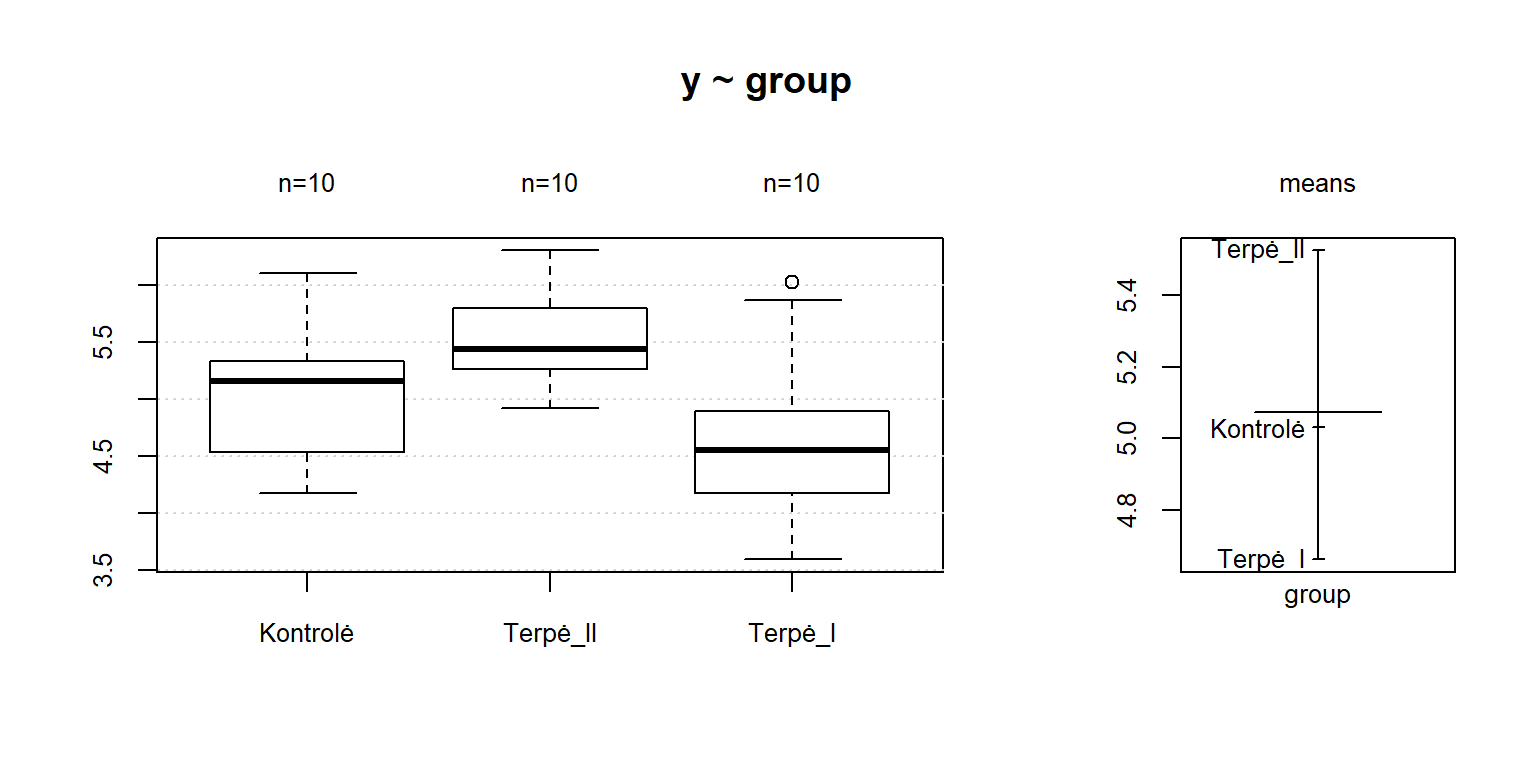 y ~ group
n=10 n=10 n=10
means
5.5
4.5
3.5
Kontrolė Terpė_II Terpė_I
5.4
5.2
5.0
4.8
Terpė_II
Kontrolė
Terpė_I
group